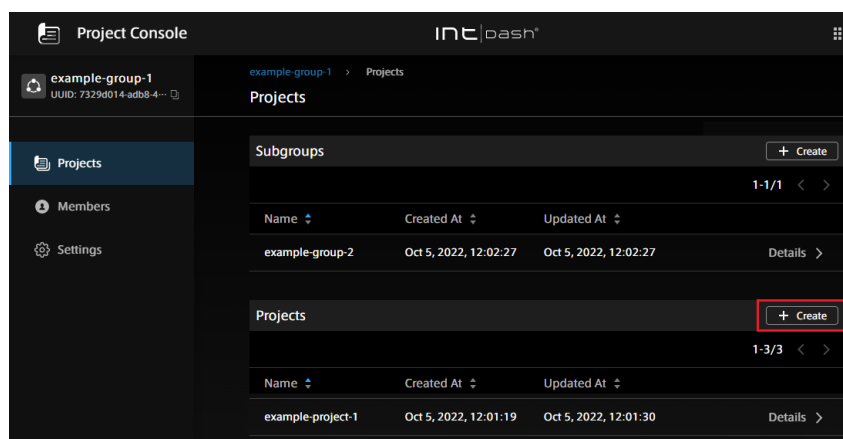 Project Console
intdash®
example-group-1
UUID: 7329d014-adb8-4···
example-group-1 > Projects
Projects
Projects
Members
Settings
Subgroups
+ Create
1-1/1 < >
Name Created At Updated At
example-group-2 Oct 5, 2022, 12:02:27 Oct 5, 2022, 12:02:27 Details >
Projects
+ Create
1-3/3 < >
Name Created At Updated At
example-project-1 Oct 5, 2022, 12:01:19 Oct 5, 2022, 12:01:30 Details >